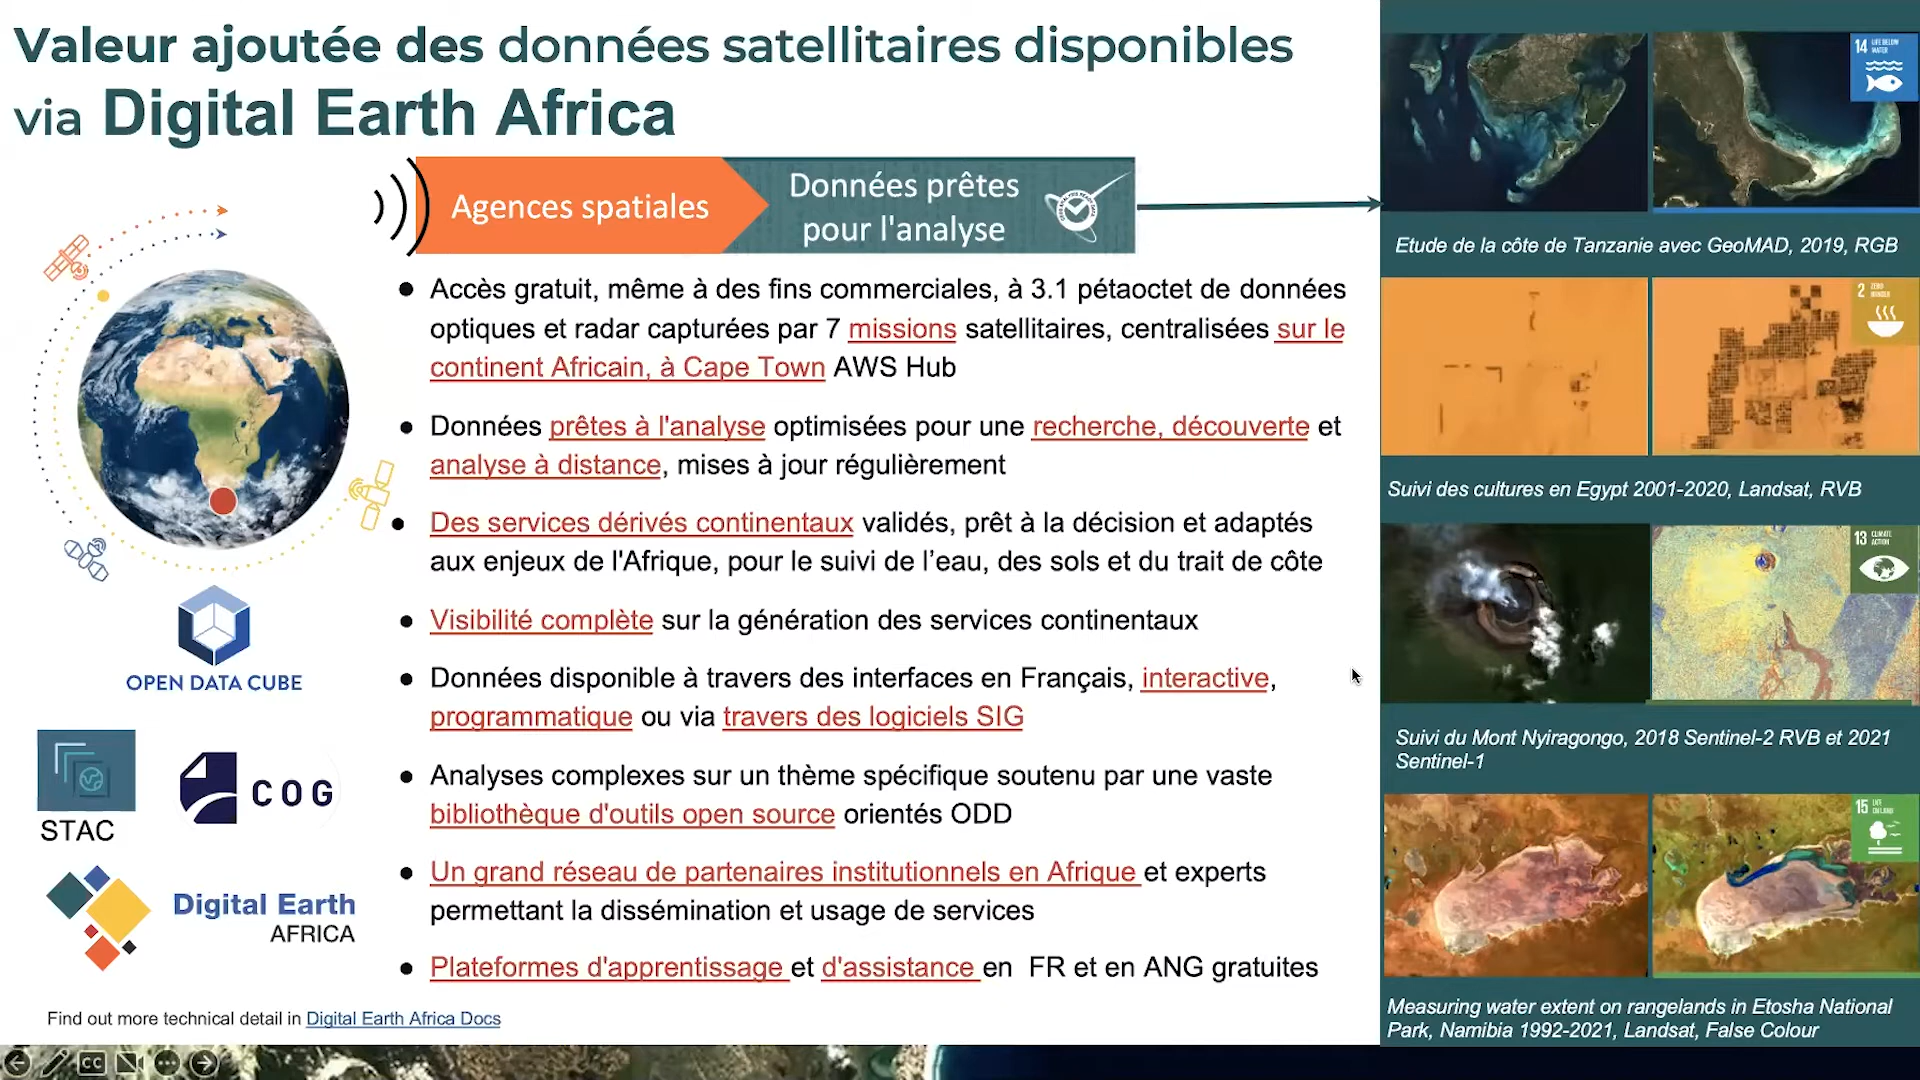 Valeur ajoutée des données satellitaires disponibles
via Digital Earth Africa
Agences spatiales
Données prêtes
pour l'analyse
● Accès gratuit, même à des fins commerciales, à 3.1 pétaoctet de données
optiques et radar capturées par 7 missions satellitaires, centralisées sur le
continent Africain, à Cape Town AWS Hub
● Données prêtes à l'analyse optimisées pour une recherche, découverte et
analyse à distance, mises à jour régulièrement
● Des services dérivés continentaux validés, prêt à la décision et adaptés
aux enjeux de l'Afrique, pour le suivi de l’eau, des sols et du trait de côte
● Visibilité complète sur la génération des services continentaux
● Données disponible à travers des interfaces en Français, interactive,
programmatique ou via travers des logiciels SIG
● Analyses complexes sur un thème spécifique soutenu par une vaste
bibliothèque d'outils open source orientés ODD
● Un grand réseau de partenaires institutionnels en Afrique et experts
permettant la dissémination et usage de services
● Plateformes d'apprentissage et d'assistance en FR et en ANG gratuites
OPEN DATA CUBE
STAC
COG
Digital Earth
AFRICA
Find out more technical detail in Digital Earth Africa Docs
14 LIFE BELOW
WATER
Etude de la côte de Tanzanie avec GeoMAD, 2019, RGB
2 ZERO
HUNGER
Suivi des cultures en Egypt 2001-2020, Landsat, RVB
13 CLIMATE
ACTION
Suivi du Mont Nyiragongo, 2018 Sentinel-2 RVB et 2021
Sentinel-1
15 LIFE
ON LAND
Measuring water extent on rangelands in Etosha National
Park, Namibia 1992-2021, Landsat, False Colour
CC